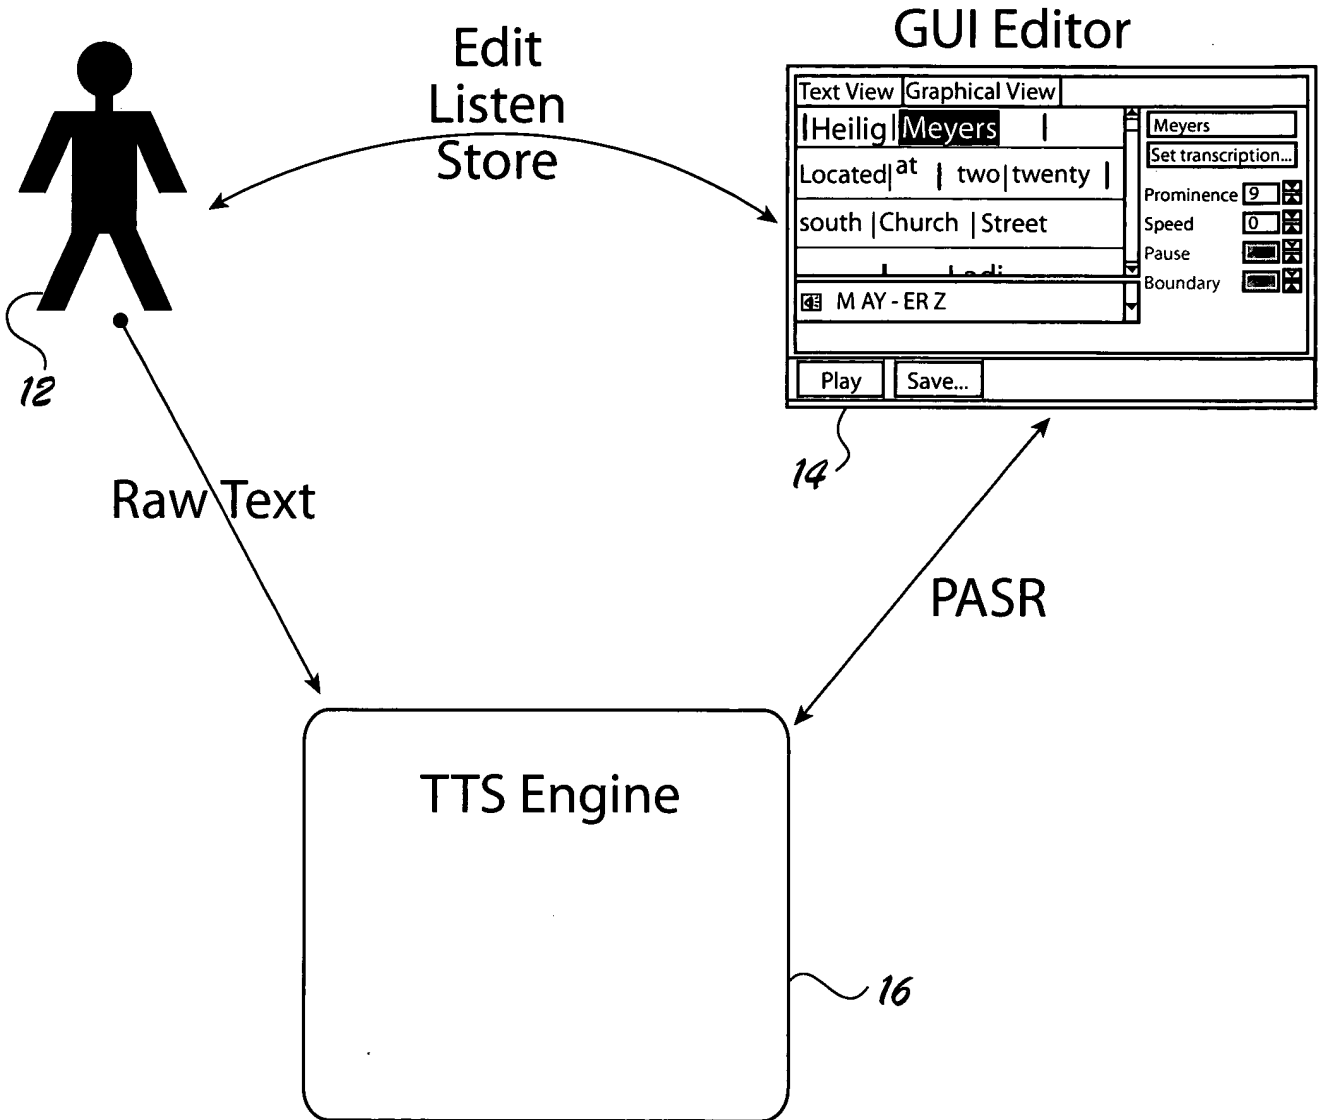 Edit
Listen
Store
GUI Editor
Text View Graphical View
Heilig Meyers
Located at two twenty
south Church Street
M AY - ER Z
Meyers
Set transcription...
Prominence 9
Speed 0
Pause
Boundary
Play Save...
12
14
Raw Text
PASR
TTS Engine
16